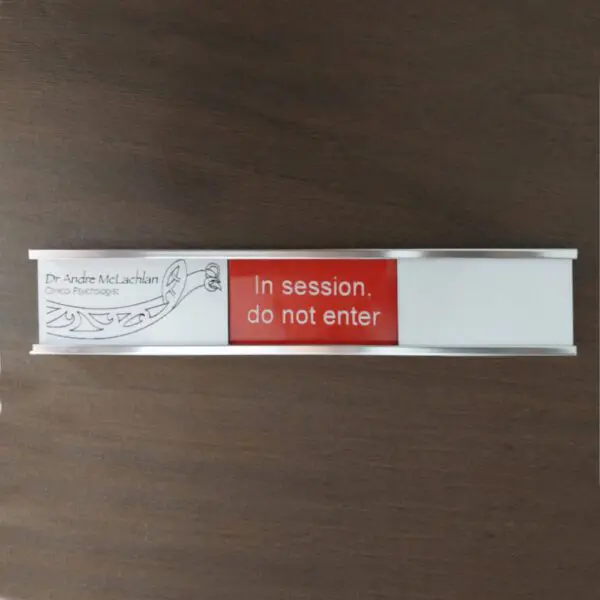 Dr Andre McLachlan
Clinical Psychologist
In session,
do not enter